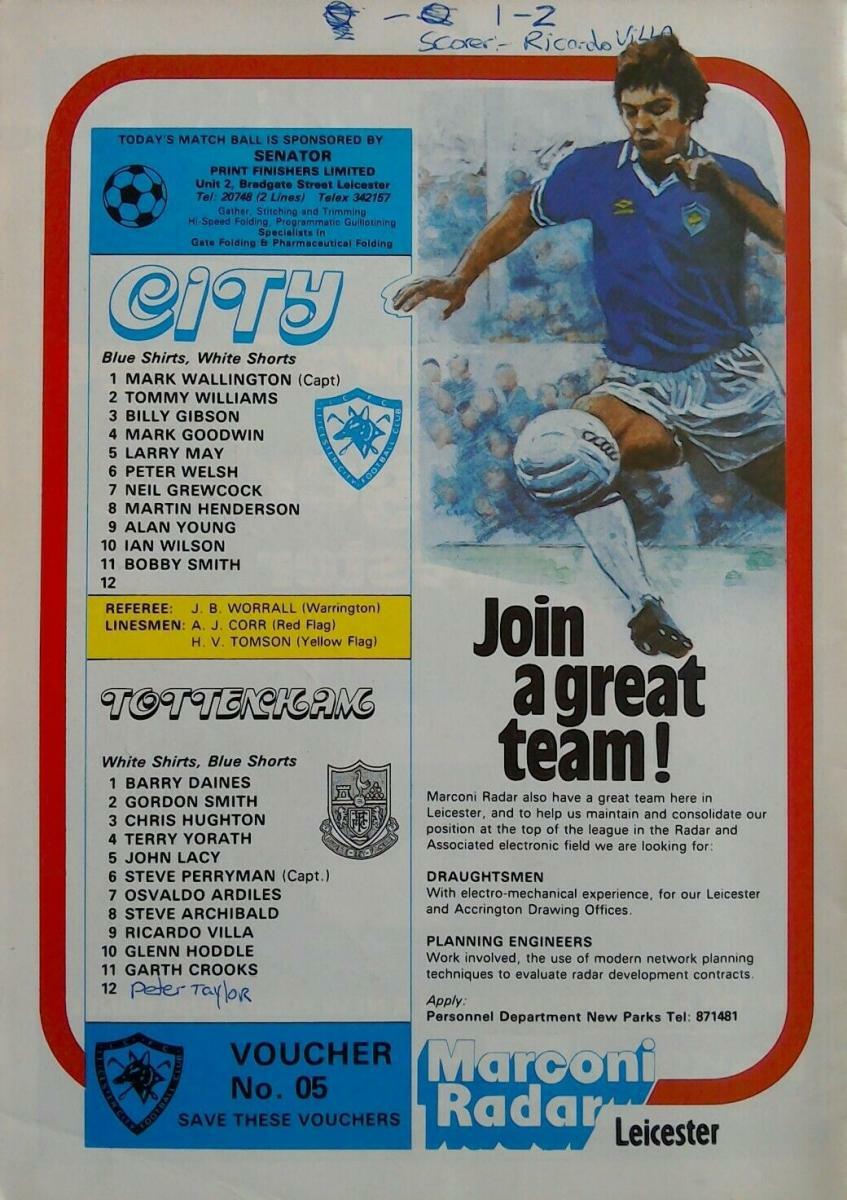 0 - 0 1-2
Scorer:- Ricardo Villa
TODAY'S MATCH BALL IS SPONSORED BY
SENATOR
PRINT FINISHERS LIMITED
Unit 2, Bradgate Street Leicester
Tel: 20748 (2 Lines) Telex 342157
Gather, Stitching and Trimming
Hi-Speed Folding, Programmatic Guillotining
Specialists in
Gate Folding & Pharmaceutical Folding
CITY
Blue Shirts, White Shorts
1 MARK WALLINGTON (Capt)
2 TOMMY WILLIAMS
3 BILLY GIBSON
4 MARK GOODWIN
5 LARRY MAY
6 PETER WELSH
7 NEIL GREWCOCK
8 MARTIN HENDERSON
9 ALAN YOUNG
10 IAN WILSON
11 BOBBY SMITH
12
L C F C
LEICESTER CITY FOOTBALL CLUB
REFEREE: J. B. WORRALL (Warrington)
LINESMEN: A. J. CORR (Red Flag)
H. V. TOMSON (Yellow Flag)
TOTTENHAM
White Shirts, Blue Shorts
1 BARRY DAINES
2 GORDON SMITH
3 CHRIS HUGHTON
4 TERRY YORATH
5 JOHN LACY
6 STEVE PERRYMAN (Capt.)
7 OSVALDO ARDILES
8 STEVE ARCHIBALD
9 RICARDO VILLA
10 GLENN HODDLE
11 GARTH CROOKS
12 Peter Taylor
L C F C
LEICESTER CITY FOOTBALL CLUB
VOUCHER
No. 05
SAVE THESE VOUCHERS
Join
a great
team!
Marconi Radar also have a great team here in
Leicester, and to help us maintain and consolidate our
position at the top of the league in the Radar and
Associated electronic field we are looking for:
DRAUGHTSMEN
With electro-mechanical experience, for our Leicester
and Accrington Drawing Offices.
PLANNING ENGINEERS
Work involved, the use of modern network planning
techniques to evaluate radar development contracts.
Apply:
Personnel Department New Parks Tel: 871481
Marconi
Radar
Leicester